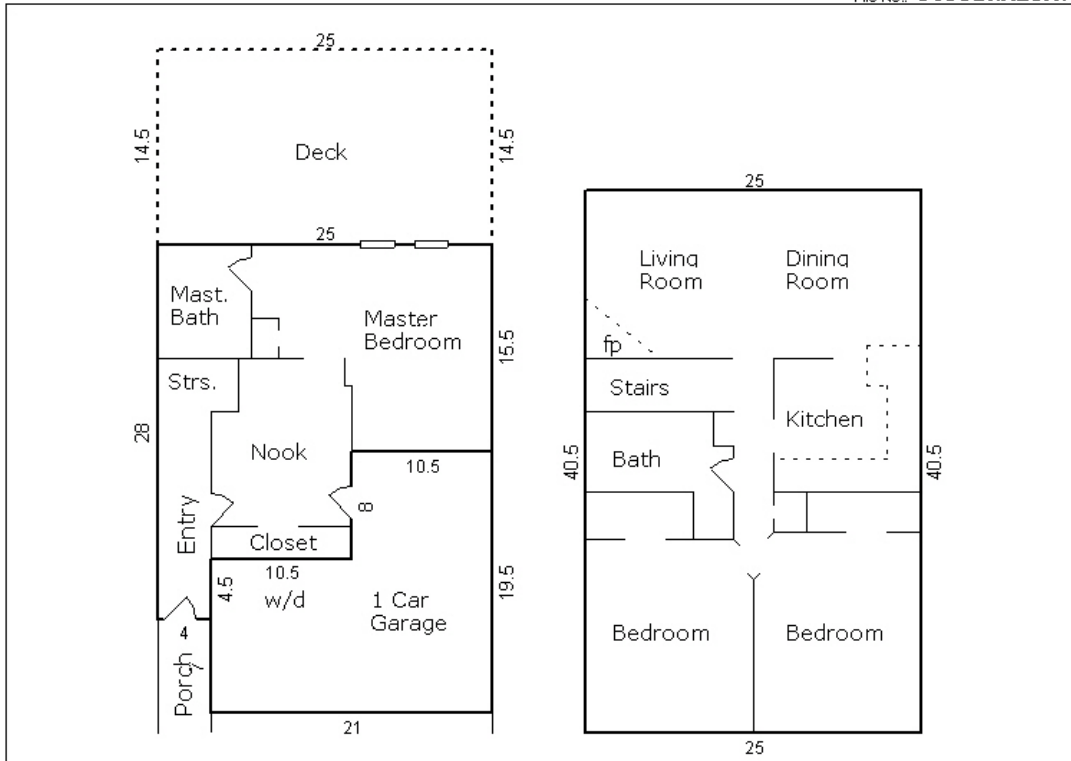 25
14.5
14.5
Deck
25
25
Living
Room
Dining
Room
Mast.
Bath
Master
Bedroom
15.5
fp
Strs.
Stairs
28
Nook
Kitchen
10.5
Bath
40.5
40.5
8
Entry
Closet
10.5
4.5
w/d
1 Car
Garage
19.5
4
Bedroom
Bedroom
Porch
21
25